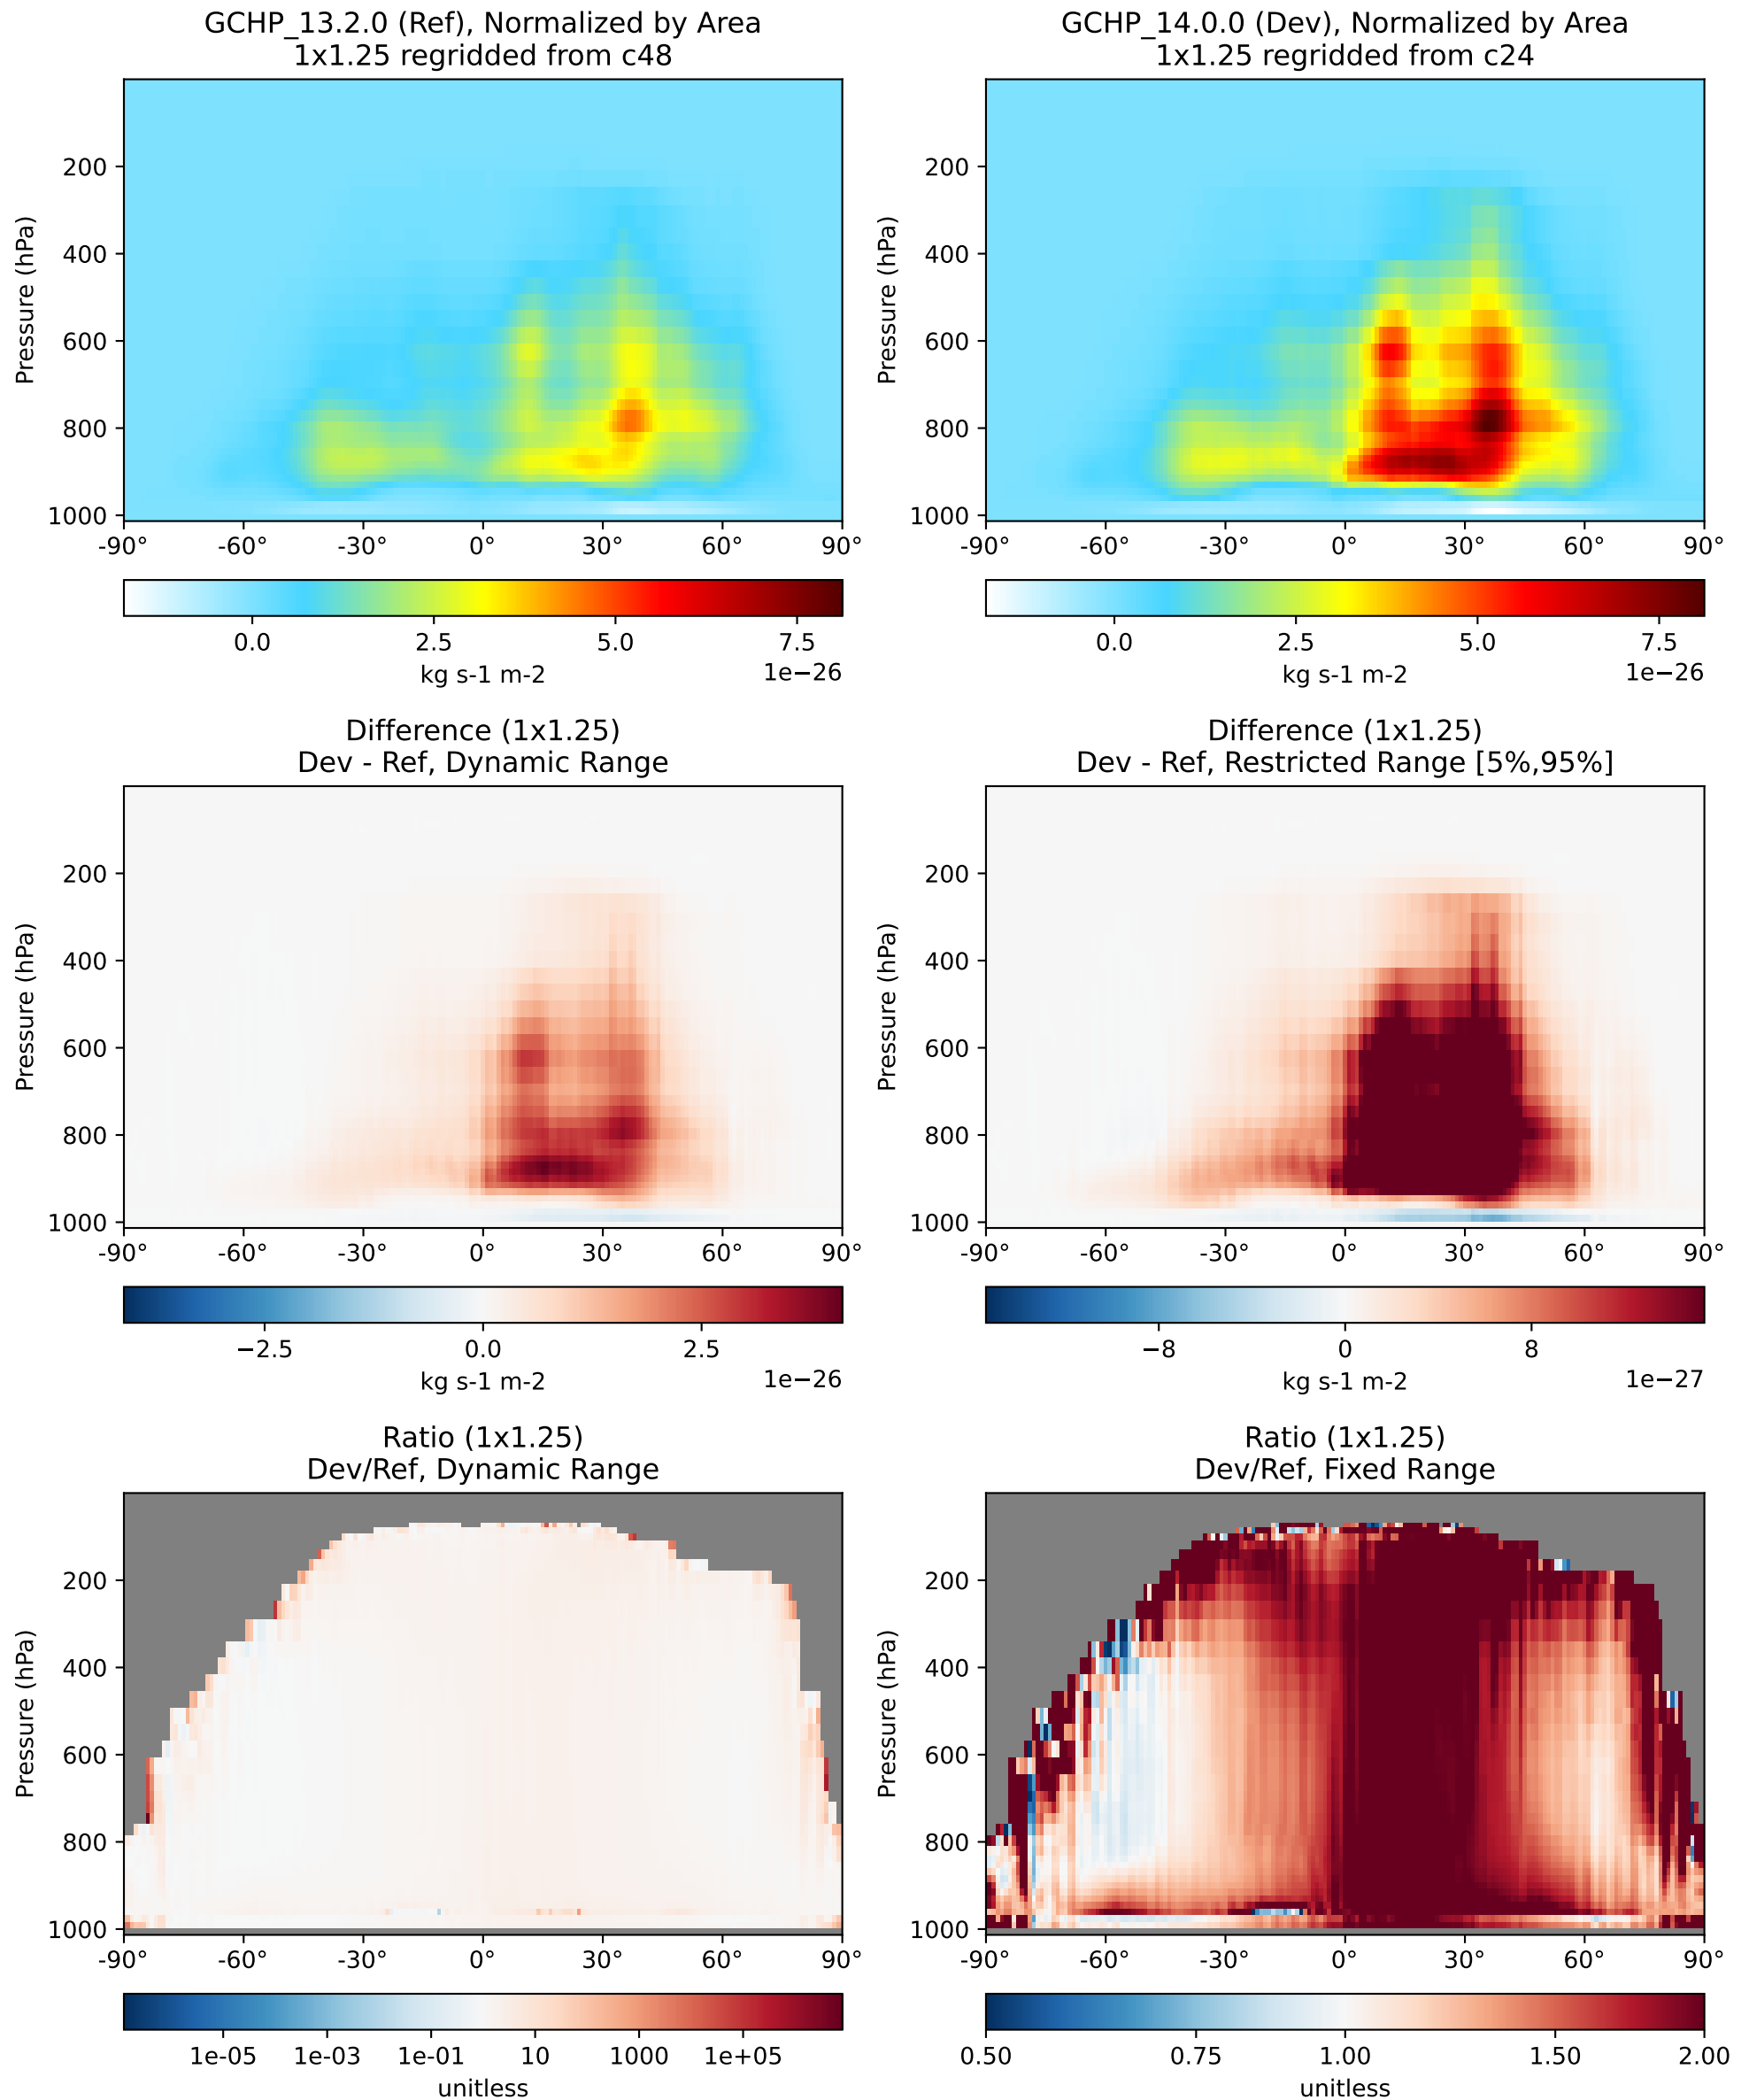 GCHP_13.2.0 (Ref), Normalized by Area
1x1.25 regridded from c48
Pressure (hPa)
200
400
600
800
1000
-90°
-60°
-30°
0°
30°
60°
90°
0.0
2.5
5.0
7.5
1e−26
kg s-1 m-2
GCHP_14.0.0 (Dev), Normalized by Area
1x1.25 regridded from c24
Pressure (hPa)
200
400
600
800
1000
-90°
-60°
-30°
0°
30°
60°
90°
0.0
2.5
5.0
7.5
1e−26
kg s-1 m-2
Difference (1x1.25)
Dev - Ref, Dynamic Range
Pressure (hPa)
200
400
600
800
1000
-90°
-60°
-30°
0°
30°
60°
90°
−2.5
0.0
2.5
1e−26
kg s-1 m-2
Difference (1x1.25)
Dev - Ref, Restricted Range [5%,95%]
Pressure (hPa)
200
400
600
800
1000
-90°
-60°
-30°
0°
30°
60°
90°
−8
0
8
1e−27
kg s-1 m-2
Ratio (1x1.25)
Dev/Ref, Dynamic Range
Pressure (hPa)
200
400
600
800
1000
-90°
-60°
-30°
0°
30°
60°
90°
1e-05
1e-03
1e-01
10
1000
1e+05
unitless
Ratio (1x1.25)
Dev/Ref, Fixed Range
Pressure (hPa)
200
400
600
800
1000
-90°
-60°
-30°
0°
30°
60°
90°
0.50
0.75
1.00
1.50
2.00
unitless